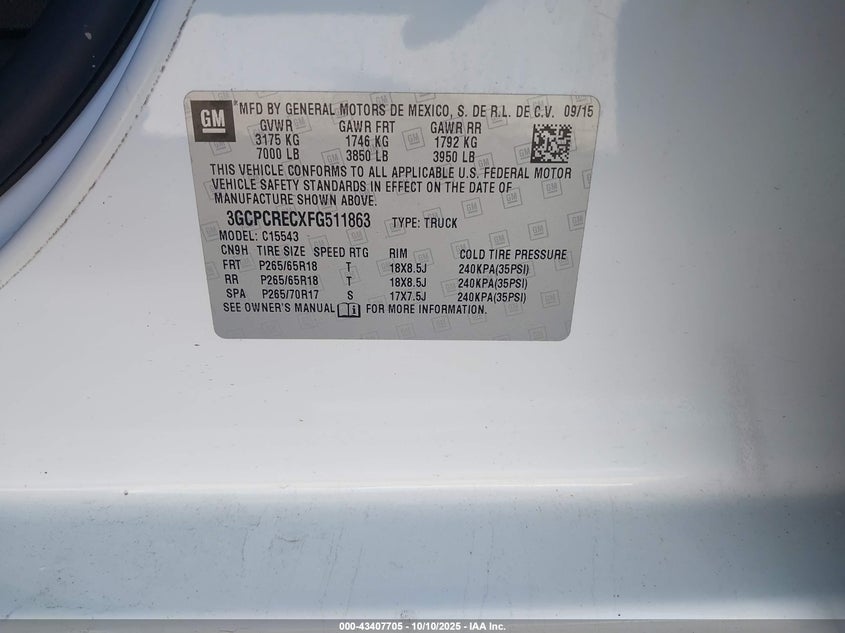 GM
*MFD BY GENERAL MOTORS DE MEXICO, S. DE R.L. DE C.V. 09/15
GVWR GAWR FRT GAWR RR
3175 KG 1746 KG 1792 KG
7000 LB 3850 LB 3950 LB
THIS VEHICLE CONFORMS TO ALL APPLICABLE U.S. FEDERAL MOTOR
VEHICLE SAFETY STANDARDS IN EFFECT ON THE DATE OF
MANUFACTURE SHOWN ABOVE.
3GCPCRECXFG511863 TYPE: TRUCK
MODEL: C15543
CN9H TIRE SIZE SPEED RTG RIM COLD TIRE PRESSURE
FRT P265/65R18 T 18X8.5J 240KPA(35PSI)
RR P265/65R18 T 18X8.5J 240KPA(35PSI)
SPA P265/70R17 S 17X7.5J 240KPA(35PSI)
SEE OWNER'S MANUAL i FOR MORE INFORMATION.
000-43407705 - 10/10/2025 - IAA Inc.